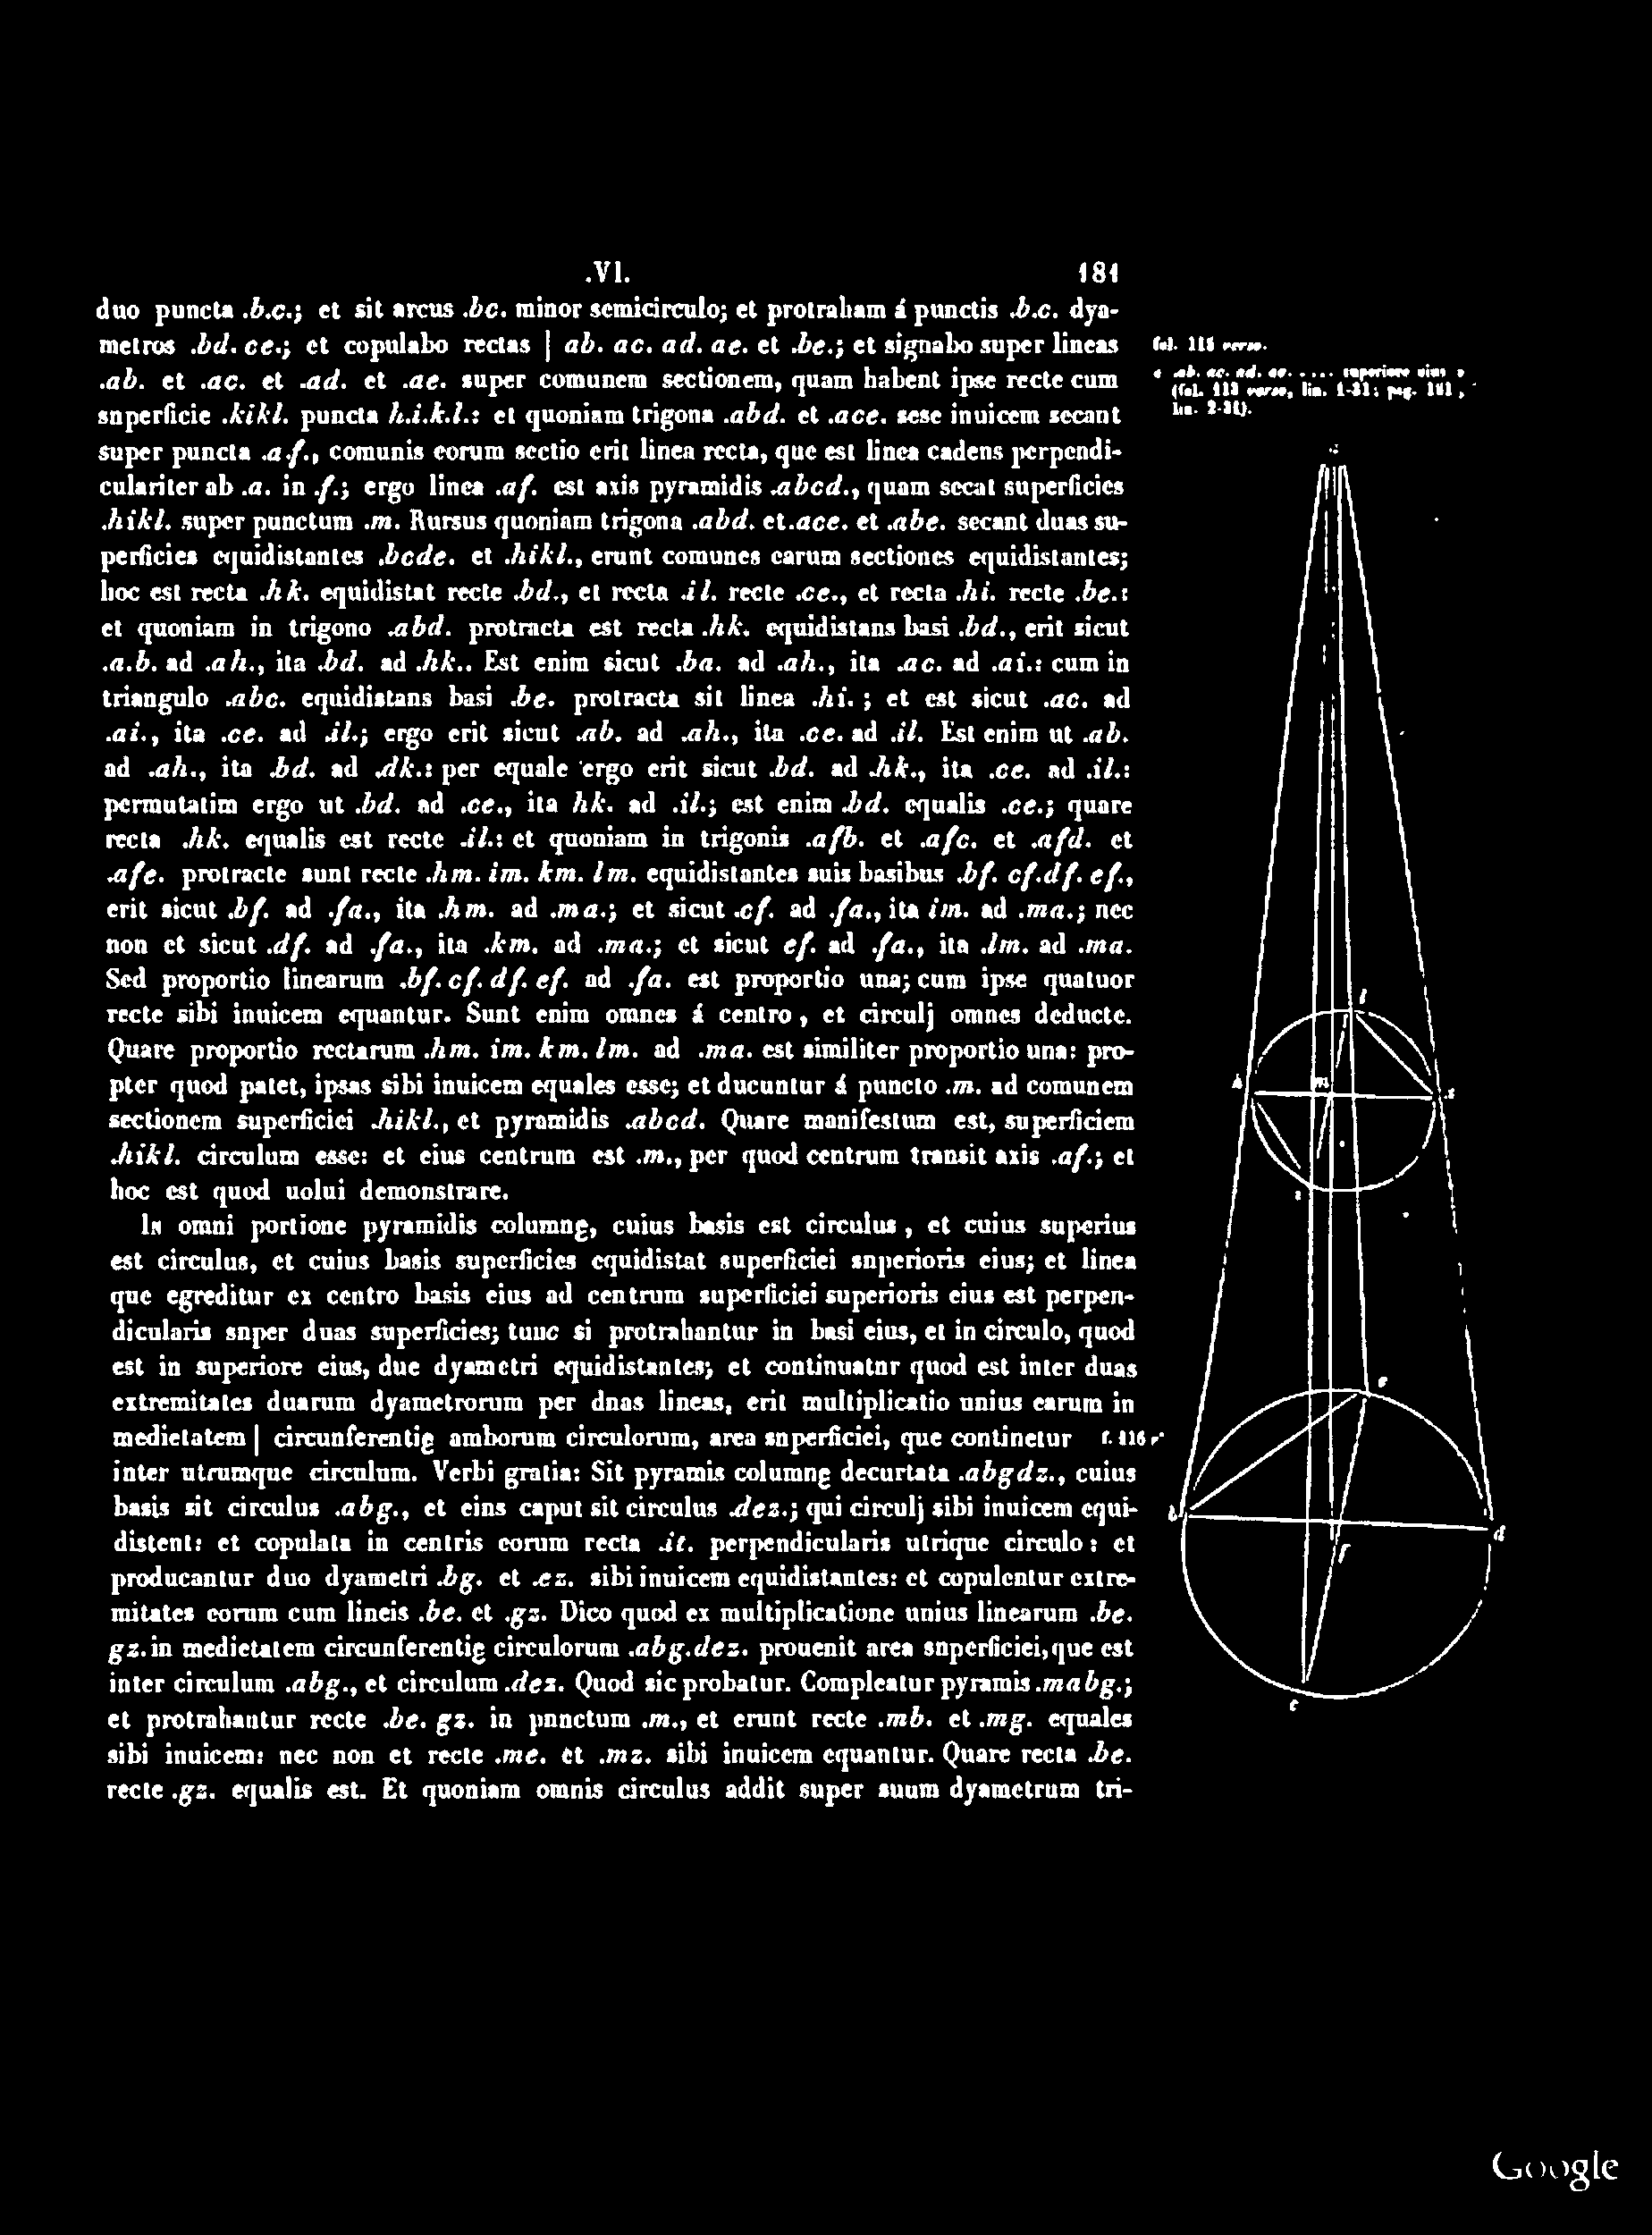 .VI. 181
duo puncta .b.c.; et sit arcus .bc. minor semicirculo; et protraham á punctis .b.c. dya-
metros .bd. ce.; et copulabo rectas | ab. ac. ad. ae. et .be.; et signabo super lineas
.ab. et .ac. et .ad. et .ae. super comunem sectionem, quam habent ipse recte cum
snperficie .kikl. puncta h.i.k.l.: et quoniam trigona .abd. et .ace. sese inuicem secant
super puncta .a.f., comunis eorum sectio erit linea recta, que est linea cadens perpendi-
culariter ab .a. in .f.; ergo linea .af. est axis pyramidis .abcd., quam secat superficies
.hikl. super punctum .m. Rursus quoniam trigona .abd. et.ace. et .abe. secant duas su-
perficies equidistantes .bcde. et .hikl., erunt comunes earum sectiones equidistantes;
hoc est recta .hk. equidistat recte .bd., et recta .il. recte .ce., et recta .hi. recte .be.:
et quoniam in trigono .abd. protracta est recta .hk. equidistans basi .bd., erit sicut
.a.b. ad .ah., ita .bd. ad .hk.. Est enim sicut .ba. ad .ah., ita .ac. ad .ai.: cum in
triangulo .abc. equidistans basi .be. protracta sit linea .hi. ; et est sicut .ac. ad
.ai., ita .ce. ad .il.; ergo erit sicut .ab. ad .ah., ita .ce. ad .il. Est enim ut .ab.
ad .ah., ita .bd. ad .dk.: per equale ergo erit sicut .bd. ad .hk., ita .ce. ad .il.:
permutatim ergo ut .bd. ad .ce., ita hk. ad .il.; est enim .bd. equalis .ce.; quare
recta .hk. equalis est recte .il.: et quoniam in trigonis .afb. et .afc. et .afd. et
.afe. protracte sunt recte .hm. im. km. lm. equidistantes suis basibus .bf. cf.df. ef.,
erit sicut .bf. ad .fa., ita .hm. ad .ma.; et sicut .cf. ad .fa., ita im. ad .ma.; nec
non et sicut .df. ad .fa., ita .km. ad .ma.; et sicut ef. ad .fa., ita .lm. ad .ma.
Sed proportio linearum .bf. cf. df. ef. ad .fa. est proportio una; cum ipse quatuor
recte sibi inuicem equantur. Sunt enim omnes á centro, et circulj omnes deducte.
Quare proportio rectarum .hm. im. km. lm. ad .ma. est similiter proportio una: pro-
pter quod patet, ipsas sibi inuicem equales esse; et ducuntur á puncto .m. ad comunem
sectionem superficiei .hikl., et pyramidis .abcd. Quare manifestum est, superficiem
.hikl. circulum esse: et eius centrum est .m., per quod centrum transit axis .af.; et
hoc est quod uolui demonstrare.
In omni portione pyramidis columnę, cuius basis est circulus, et cuius superius
est circulus, et cuius basis superficies equidistat superficiei snperioris eius; et linea
que egreditur ex centro basis eius ad centrum superficiei superioris eius est perpen-
dicularis snper duas superficies; tunc si protrahantur in basi eius, et in circulo, quod
est in superiore eius, due dyametri equidistantes; et continuatnr quod est inter duas
extremitates duarum dyametrorum per dnas lineas, erit multiplicatio unius earum in
medietatem | circunferentię amborum circulorum, area snperficiei, que continetur
inter utrumque circulum. Verbi gratia: Sit pyramis columnę decurtata .abgdz., cuius
basis sit circulus .abg., et eins caput sit circulus .dez.; qui circulj sibi inuicem equi-
distent: et copulata in centris eorum recta .it. perpendicularis utrique circulo: et
producantur duo dyametri .bg. et .ez. sibi inuicem equidistantes: et copulentur extre-
mitates eorum cum lineis .be. et .gz. Dico quod ex multiplicatione unius linearum .be.
gz. in medietatem circunferentię circulorum .abg.dez. prouenit area snperficiei, que est
inter circulum .abg., et circulum .dez. Quod sic probatur. Compleatur pyramis .mabg.;
et protrahantur recte .be. gz. in pnnctum .m., et erunt recte .mb. et .mg. equales
sibi inuicem: nec non et recte .me. et .mz. sibi inuicem equantur. Quare recta .be.
recte .gz. equalis est. Et quoniam omnis circulus addit super suum dyametrum tri-
fol. 115 verso.
« .ab. ac. ad. ae. . . . . . superiore eius »
(fol. 115 verso, lin. 1-31; pag. 181,
lin. 2-31).
l
m
e
b
d
f
c
f. 116 r°
Google